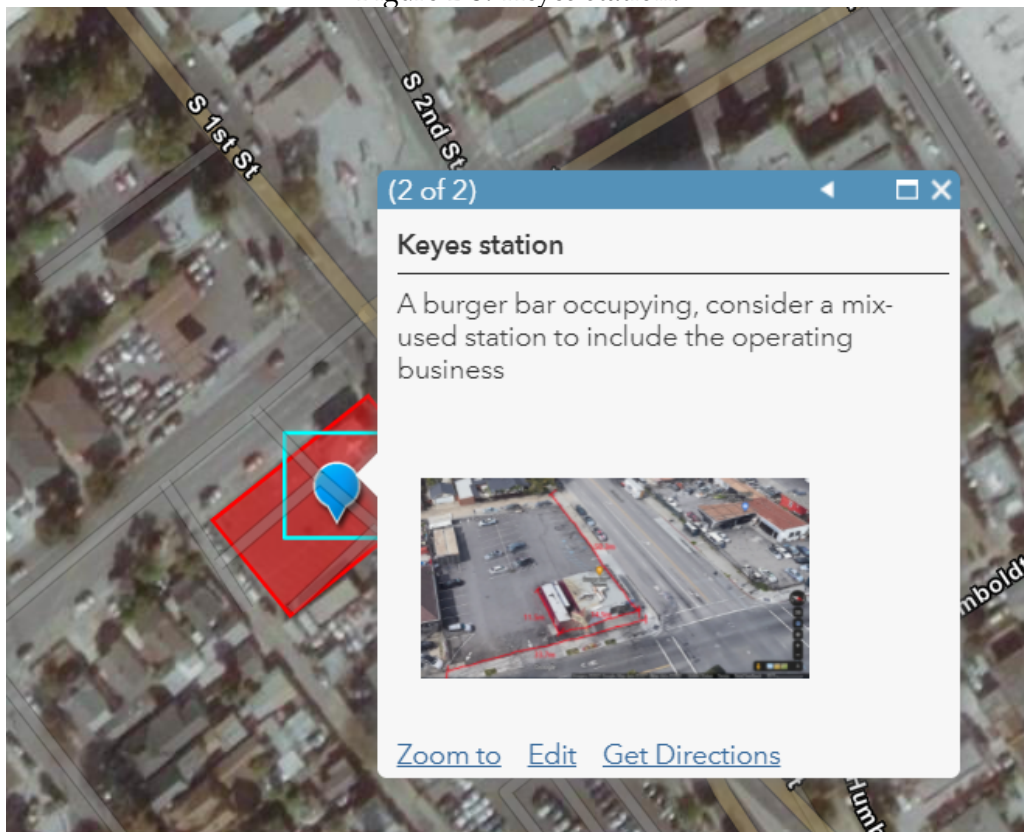 S 1st St
S 2nd St
(2 of 2)
Keyes station
A burger bar occupying, consider a mix-
used station to include the operating
business
Zoom to Edit Get Directions